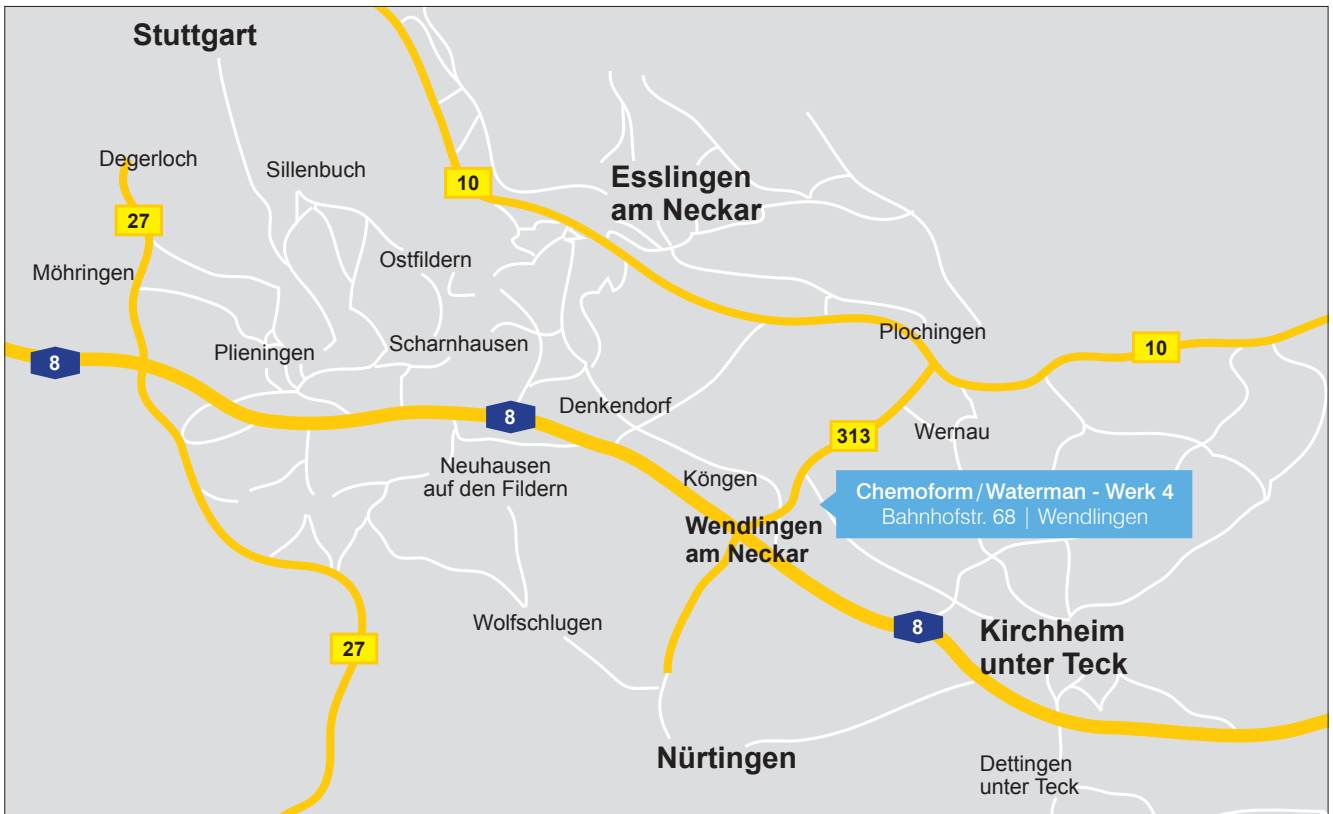 Stuttgart
Degerloch
Sillenbuch
10
Esslingen
am Neckar
27
Ostfildern
Möhringen
Plieningen
Scharnhausen
Plochingen
10
8
8
Denkendorf
313
Wernau
Neuhausen
auf den Fildern
Köngen
Chemoform / Waterman - Werk 4
Bahnhofstr. 68 | Wendlingen
Wendlingen
am Neckar
Wolfschlugen
8
Kirchheim
unter Teck
27
Nürtingen
Dettingen
unter Teck